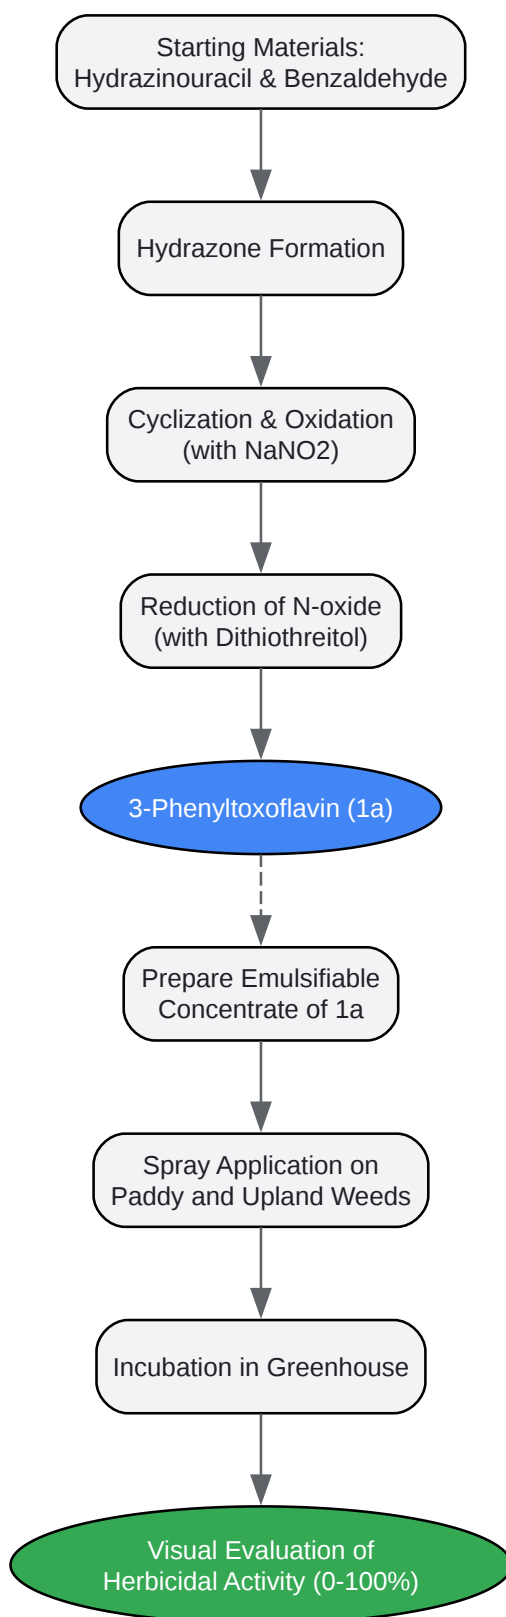 Starting Materials:
Hydrazinouracil & Benzaldehyde
Hydrazone Formation
Cyclization & Oxidation
(with NaNO2)
Reduction of N-oxide
(with Dithiothreitol)
3-Phenyltoxoflavin (1a)
Prepare Emulsifiable
Concentrate of 1a
Spray Application on
Paddy and Upland Weeds
Incubation in Greenhouse
Visual Evaluation of
Herbicidal Activity (0-100%)